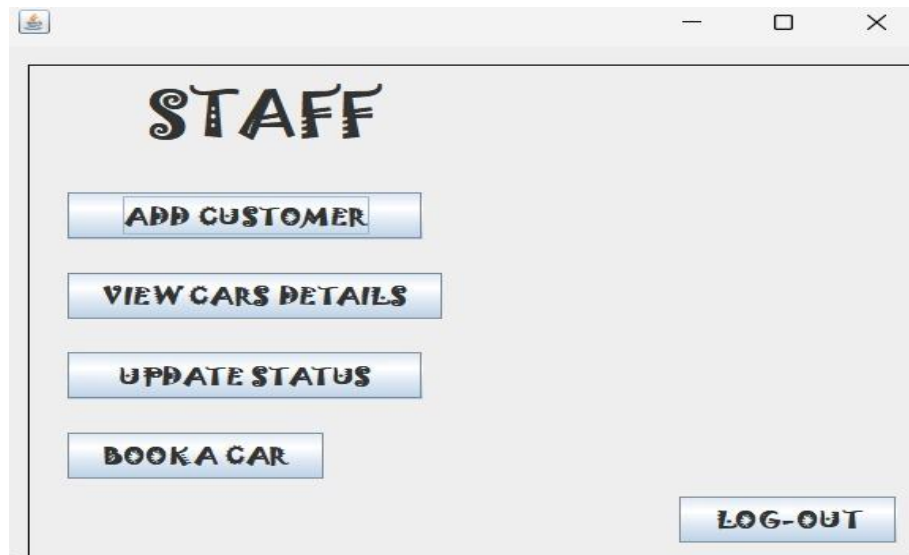 STAFF
ADD CUSTOMER
VIEW CARS DETAILS
UPDATE STATUS
BOOK A CAR
LOG-OUT